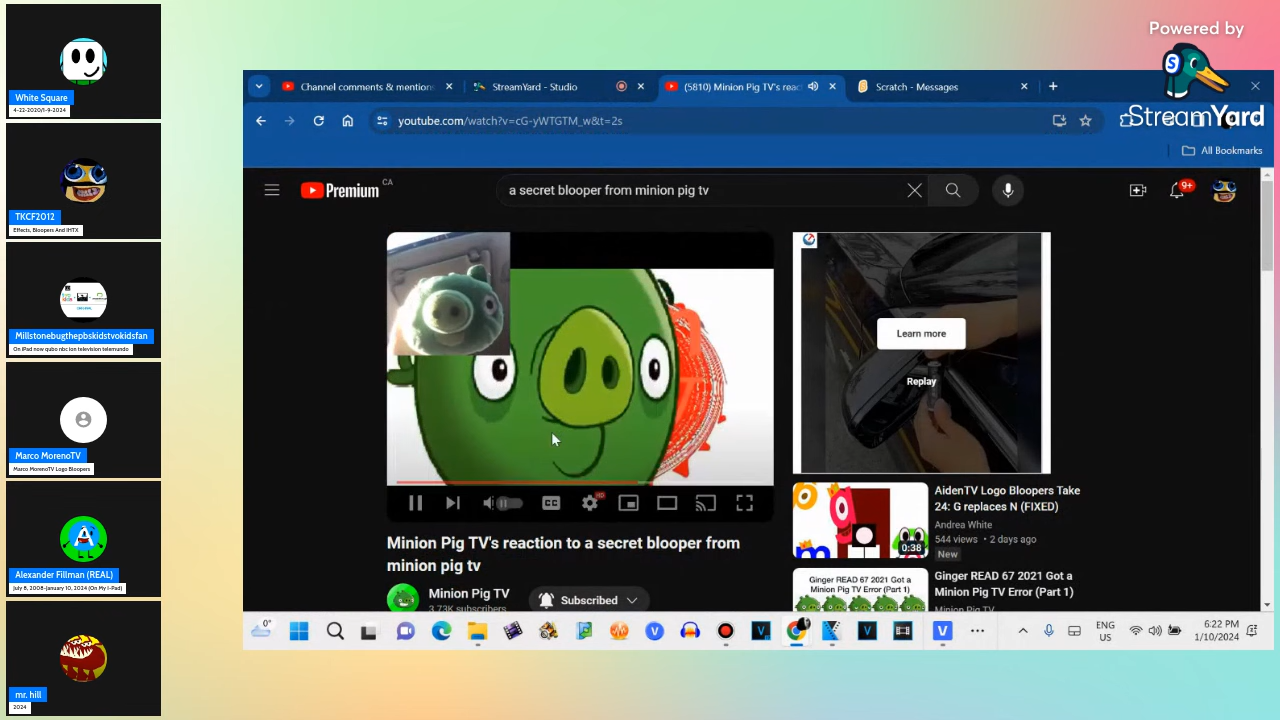 White Square
4-22-2020/1-9-2024
TKCF2012
Effects, Bloopers And IHTX
Millstonebugthepbskidstvokidsfan
On iPad now qubo nbc ion television telemundo
Marco MorenoTV
Marco MorenoTV Logo Bloopers
Alexander Fillman (REAL)
July 8, 2008-January 10, 2024 (On My I-Pad)
mr. hill
2024
Powered by
StreamYard
Channel comments & mentions
StreamYard - Studio
(5810) Minion Pig TV's reac
Scratch - Messages
youtube.com/watch?v=cG-yWTGTM_w&t=2s
All Bookmarks
Premium CA
a secret blooper from minion pig tv
9+
Learn more
Replay
CC
HD
Minion Pig TV's reaction to a secret blooper from
minion pig tv
Minion Pig TV
3.73K subscribers
Subscribed
AidenTV Logo Bloopers Take
24: G replaces N (FIXED)
Andrea White
544 views • 2 days ago
New
0:38
Ginger READ 67 2021 Got a
Minion Pig TV Error (Part 1)
Ginger READ 67 2021 Got a
Minion Pig TV Error (Part 1)
Minion Pig TV
0°
ENG
US
6:22 PM
1/10/2024